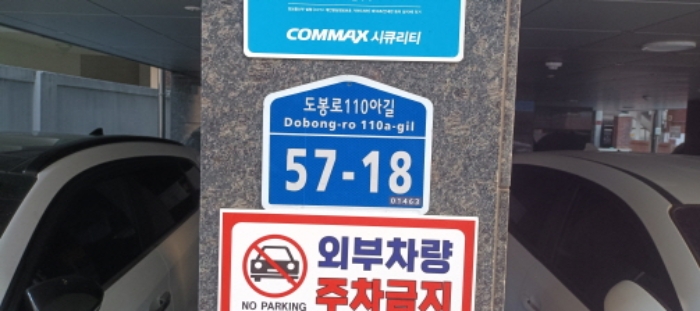 COMMAX 시큐리티
도봉로110아길
Dobong-ro 110a-gil
57-18
01463
외부차량
주차금지
NO PARKING